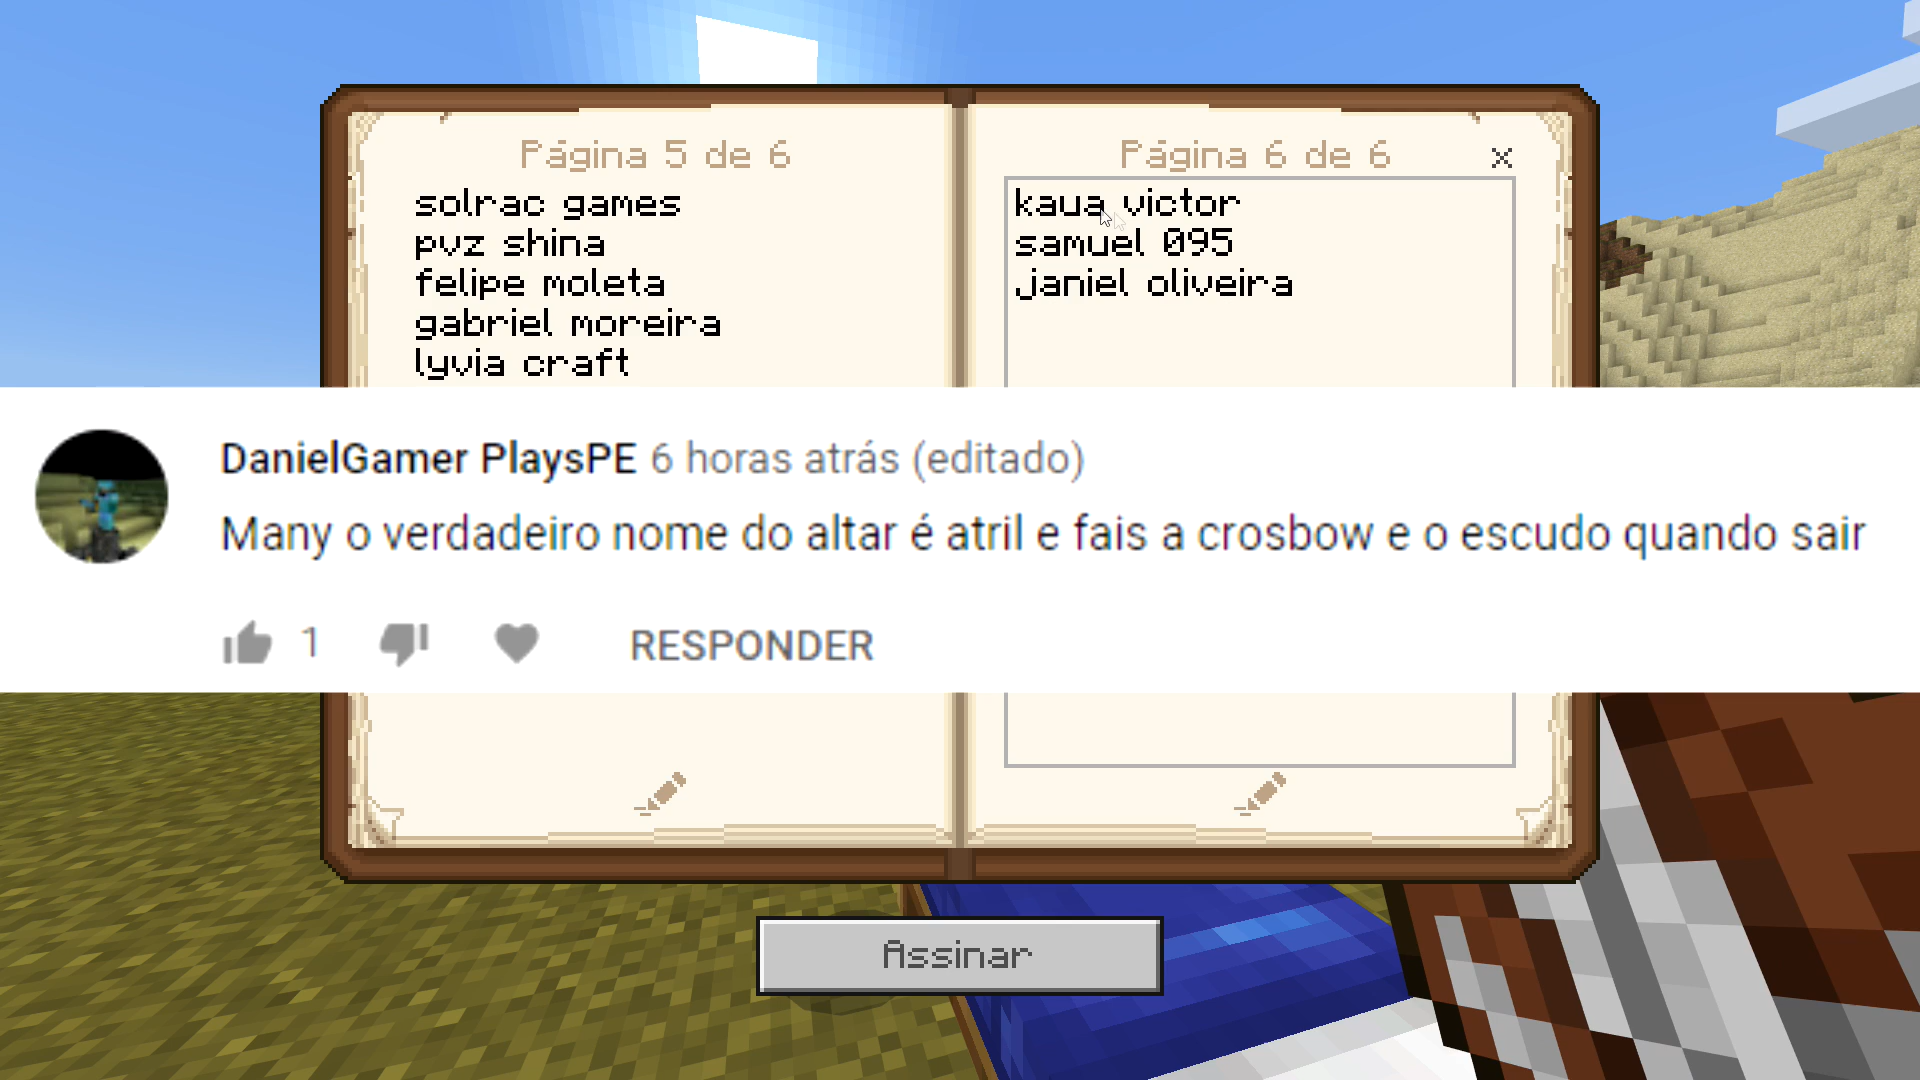 Página 5 de 6
solrac games
pvz shina
felipe moleta
gabriel moreira
lyvia craft
Página 6 de 6
x
kaua victor
samuel 095
janiel oliveira
DanielGamer PlaysPE 6 horas atrás (editado)
Many o verdadeiro nome do altar é atril e fais a crosbow e o escudo quando sair
1 RESPONDER
Assinar